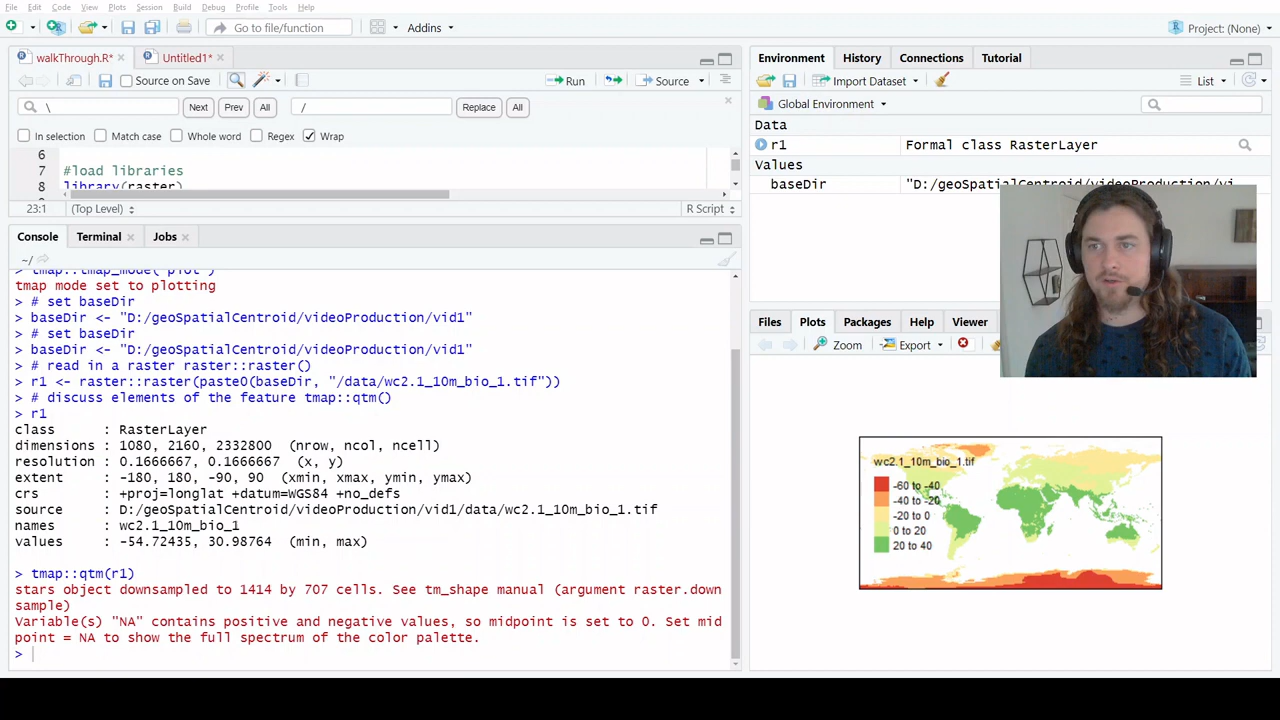 File Edit Code View Plots Session Build Debug Profile Tools Help
Go to file/function Addins Project: (None)
walkThrough.R* Untitled1*
Source on Save Run Source
\ Next Prev All / Replace All
In selection Match case Whole word Regex Wrap
6
7 #load libraries
8 library(raster)
23:1 (Top Level) R Script
Console Terminal Jobs
~/
> tmap::tmap_mode("plot")
tmap mode set to plotting
> # set baseDir
> baseDir <- "D:/geoSpatialCentroid/videoProduction/vid1"
> # set baseDir
> baseDir <- "D:/geoSpatialCentroid/videoProduction/vid1"
> # read in a raster raster::raster()
> r1 <- raster::raster(paste0(baseDir, "/data/wc2.1_10m_bio_1.tif"))
> # discuss elements of the feature tmap::qtm()
> r1
class : RasterLayer
dimensions : 1080, 2160, 2332800 (nrow, ncol, ncell)
resolution : 0.1666667, 0.1666667 (x, y)
extent : -180, 180, -90, 90 (xmin, xmax, ymin, ymax)
crs : +proj=longlat +datum=WGS84 +no_defs
source : D:/geoSpatialCentroid/videoProduction/vid1/data/wc2.1_10m_bio_1.tif
names : wc2.1_10m_bio_1
values : -54.72435, 30.98764 (min, max)
> tmap::qtm(r1)
stars object downsampled to 1414 by 707 cells. See tm_shape manual (argument raster.down
sample)
Variable(s) "NA" contains positive and negative values, so midpoint is set to 0. Set mid
point = NA to show the full spectrum of the color palette.
>
Environment History Connections Tutorial
Import Dataset List
Global Environment
Data
r1 Formal class RasterLayer
Values
baseDir "D:/geoSpatialCentroid/videoProduction/vi
Files Plots Packages Help Viewer
Zoom Export
wc2.1_10m_bio_1.tif
-60 to -40
-40 to -20
-20 to 0
0 to 20
20 to 40